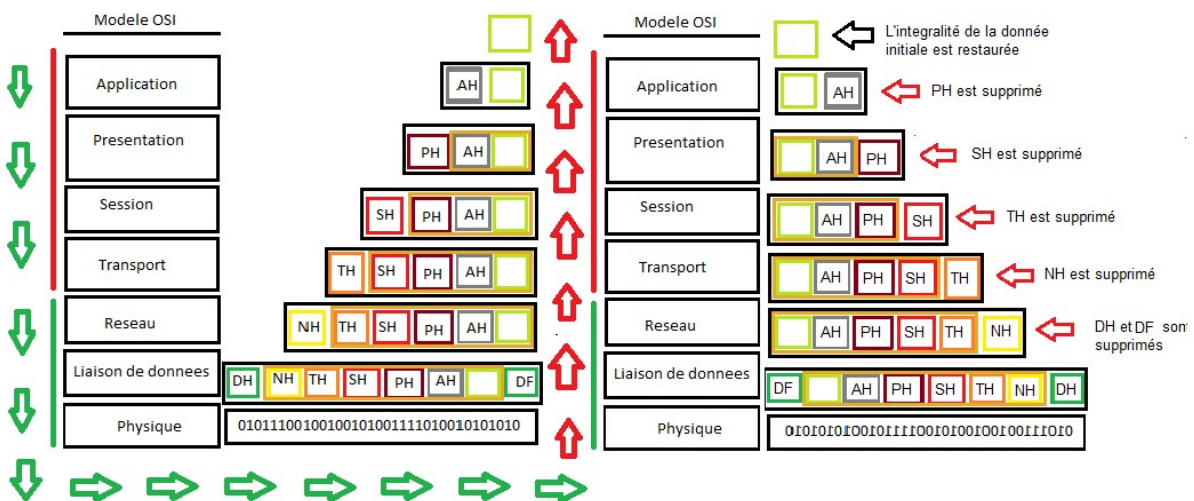 Modele OSI
Application
AH
Presentation
PH AH
Session
SH PH AH
Transport
TH SH PH AH
Reseau
NH TH SH PH AH
Liaison de donnees
DH NH TH SH PH AH DF
Physique
01011100100100101001111010010101010
Modele OSI
L'integralité de la donnée
initiale est restaurée
Application
AH
PH est supprimé
Presentation
AH PH
SH est supprimé
Session
AH PH SH
TH est supprimé
Transport
AH PH SH TH
NH est supprimé
Reseau
AH PH SH TH NH
DH et DF son
supprimés
Liaison de donnees
DF AH PH SH TH NH DH
Physique
01010101001011110010100100100111010